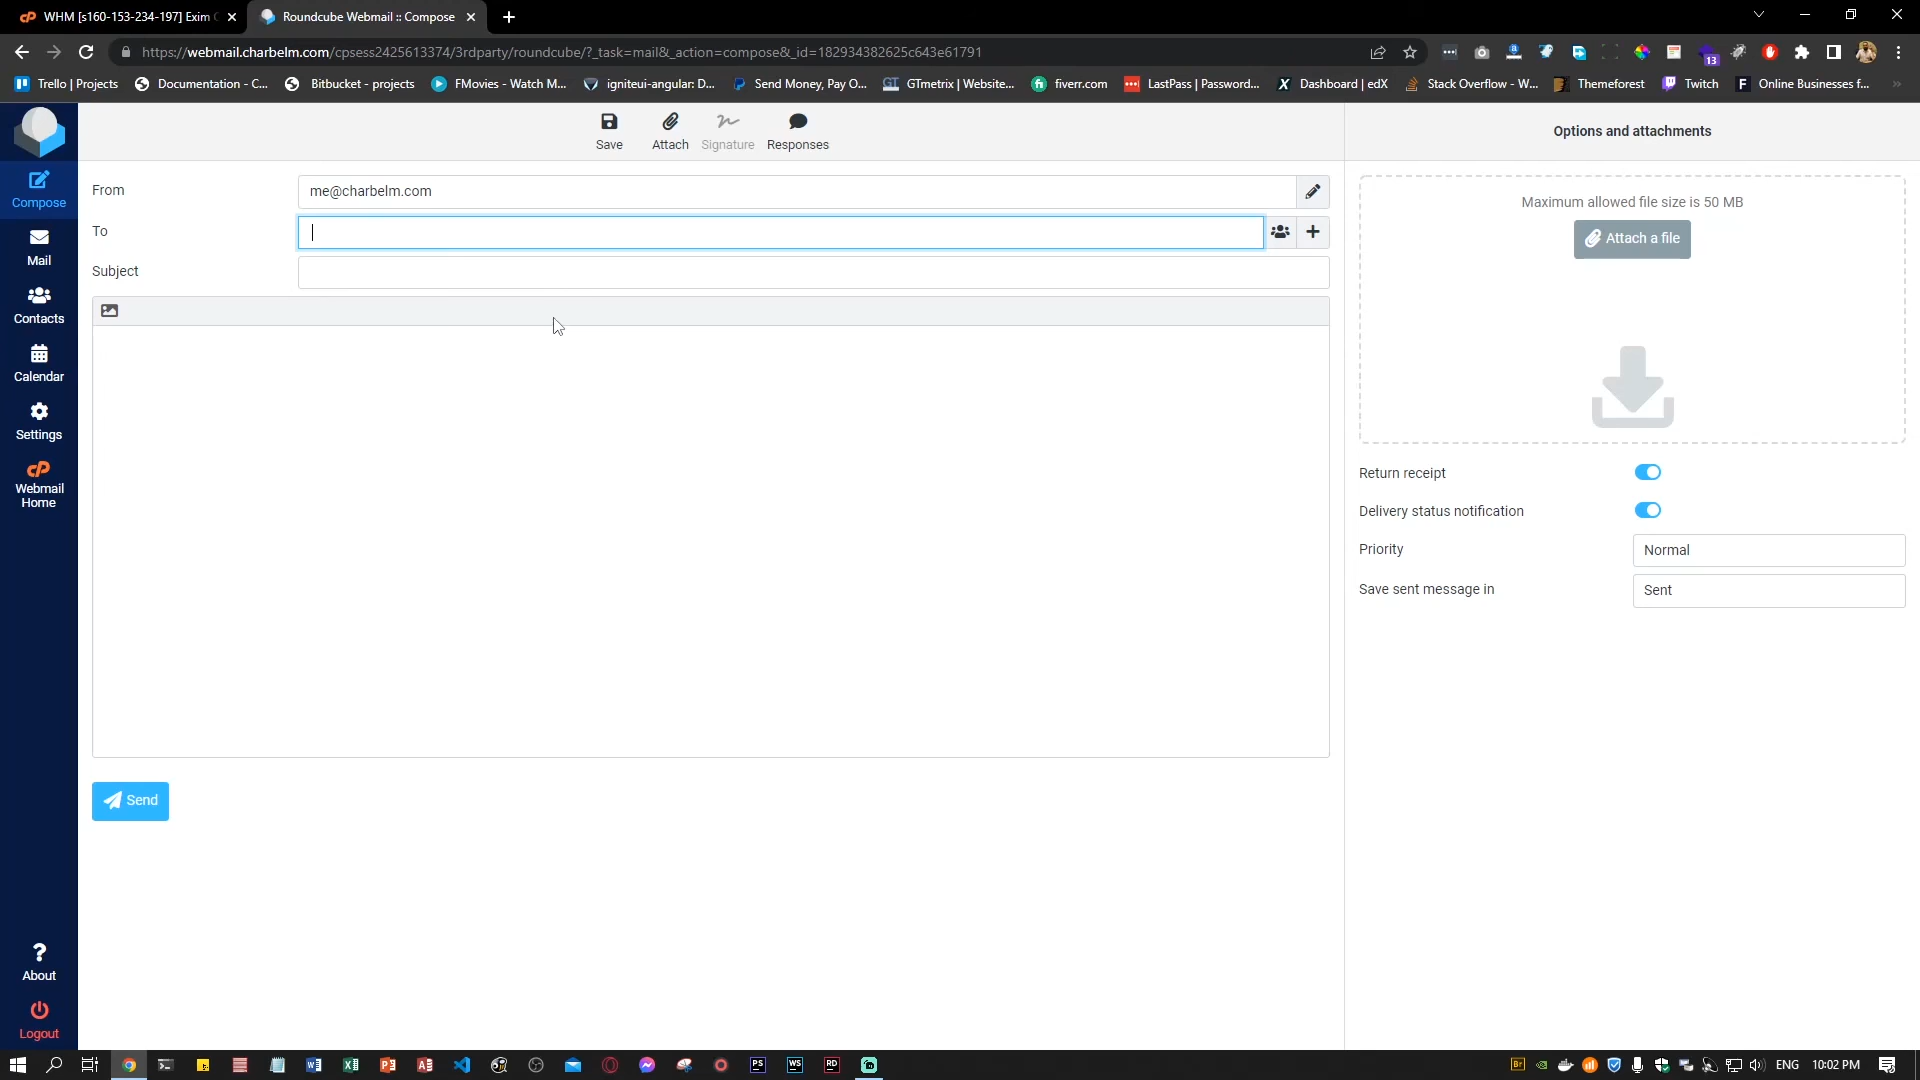 WHM [s160-153-234-197] Exim
Roundcube Webmail :: Compose
https://webmail.charbelm.com/cpsess2425613374/3rdparty/roundcube/?_task=mail&_action=compose&_id=182934382625c643e61791
13
Trello | Projects
Documentation - C...
Bitbucket - projects
FMovies - Watch M...
igniteui-angular: D...
Send Money, Pay O...
GTmetrix | Website...
fiverr.com
LastPass | Password...
Dashboard | edX
Stack Overflow - W...
Themeforest
Twitch
Online Businesses f...
Save
Attach
Signature
Responses
Options and attachments
Compose
Mail
Contacts
Calendar
Settings
Webmail
Home
About
Logout
From
me@charbelm.com
To
Subject
Send
Maximum allowed file size is 50 MB
Attach a file
Return receipt
Delivery status notification
Priority
Normal
Save sent message in
Sent
ENG
10:02 PM